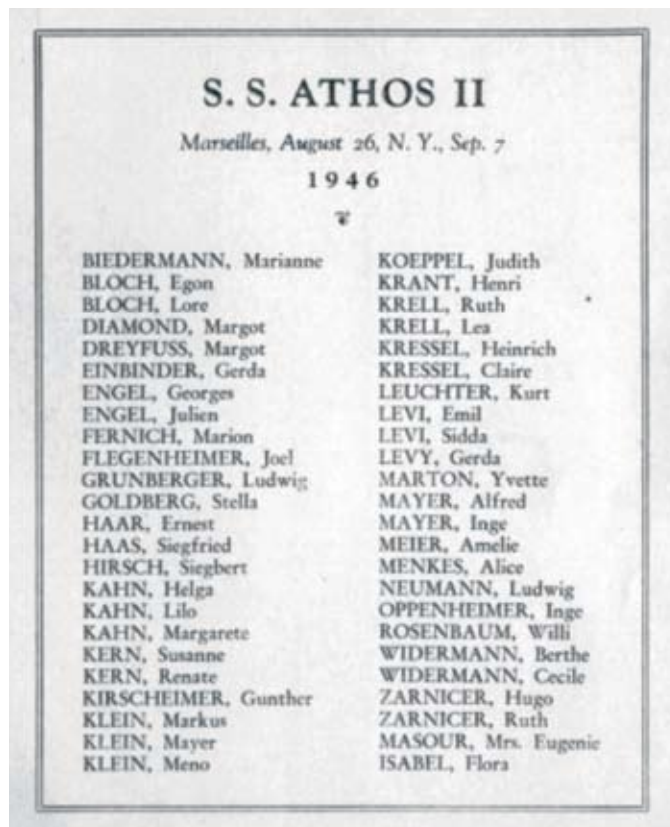 S. S. ATHOS II
Marseilles, August 26, N. Y., Sep. 7
1946
BIEDERMANN, Marianne
BLOCH, Egon
BLOCH, Lore
DIAMOND, Margot
DREYFUSS, Margot
EINBINDER, Gerda
ENGEL, Georges
ENGEL, Julien
FERNICH, Marion
FLEGENHEIMER, Joel
GRUNBERGER, Ludwig
GOLDBERG, Stella
HAAR, Ernest
HAAS, Siegfried
HIRSCH, Siegbert
KAHN, Helga
KAHN, Lilo
KAHN, Margarete
KERN, Susanne
KERN, Renate
KIRSCHEIMER, Gunther
KLEIN, Markus
KLEIN, Mayer
KLEIN, Meno
KOEPPEL, Judith
KRANT, Henri
KRELL, Ruth
KRELL, Lea
KRESSEL, Heinrich
KRESSEL, Claire
LEUCHTER, Kurt
LEVI, Emil
LEVI, Sidda
LEVY, Gerda
MARTON, Yvette
MAYER, Alfred
MAYER, Inge
MEIER, Amelie
MENKES, Alice
NEUMANN, Ludwig
OPPENHEIMER, Inge
ROSENBAUM, Willi
WIDERMANN, Berthe
WIDERMANN, Cecile
ZARNICER, Hugo
ZARNICER, Ruth
MASOUR, Mrs. Eugenie
ISABEL, Flora